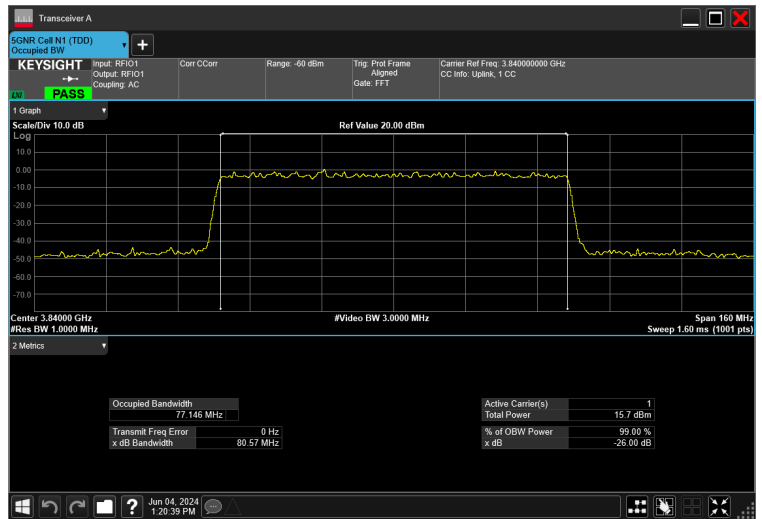 Transceiver A
5GNR Cell N1 (TDD)
Occupied BW
KEYSIGHT
LXI
PASS
Input: RFIO1
Output: RFIO1
Coupling: AC
Corr CCorr
Range: -60 dBm
Trig: Prot Frame
Aligned
Gate: FFT
Carrier Ref Freq: 3.840000000 GHz
CC Info: Uplink, 1 CC
1 Graph
Scale/Div 10.0 dB
Ref Value 20.00 dBm
Log
10.0
0.00
-10.0
-20.0
-30.0
-40.0
-50.0
-60.0
-70.0
Center 3.84000 GHz
#Video BW 3.0000 MHz
Span 160 MHz
#Res BW 1.0000 MHz
Sweep 1.60 ms (1001 pts)
2 Metrics
Occupied Bandwidth
77.146 MHz
Transmit Freq Error 0 Hz
x dB Bandwidth 80.57 MHz
Active Carrier(s) 1
Total Power 15.7 dBm
% of OBW Power 99.00 %
x dB -26.00 dB
Jun 04, 2024
1:20:39 PM